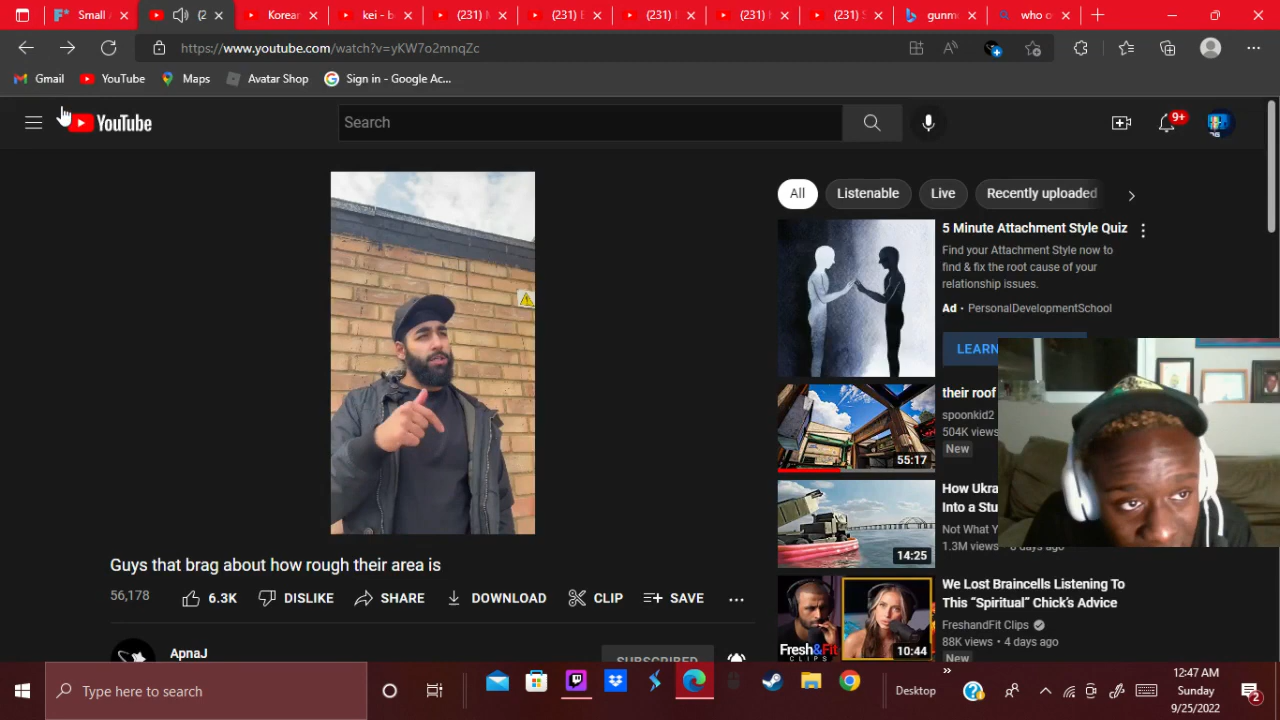 Small
(2
Korean
kei - b
(231)
(231)
(231)
(231)
(231)
gunm
who o
https://www.youtube.com/watch?v=yKW7o2mnqZc
Gmail
YouTube
Maps
Avatar Shop
Sign in - Google Ac...
YouTube
Search
9+
All
Listenable
Live
Recently uploaded
5 Minute Attachment Style Quiz
Find your Attachment Style now to
find & fix the root cause of your
relationship issues.
Ad • PersonalDevelopmentSchool
LEARN
their roof
spoonkid2
504K views
New
55:17
How Ukra
Into a Stu
Not What Y
1.3M views
14:25
We Lost Braincells Listening To
This “Spiritual” Chick’s Advice
FreshandFit Clips
88K views • 4 days ago
New
Fresh&Fit
CLIPS
10:44
Guys that brag about how rough their area is
56,178
6.3K
DISLIKE
SHARE
DOWNLOAD
CLIP
SAVE
ApnaJ
SUBSCRIBED
Type here to search
Desktop
12:47 AM
Sunday
9/25/2022
2